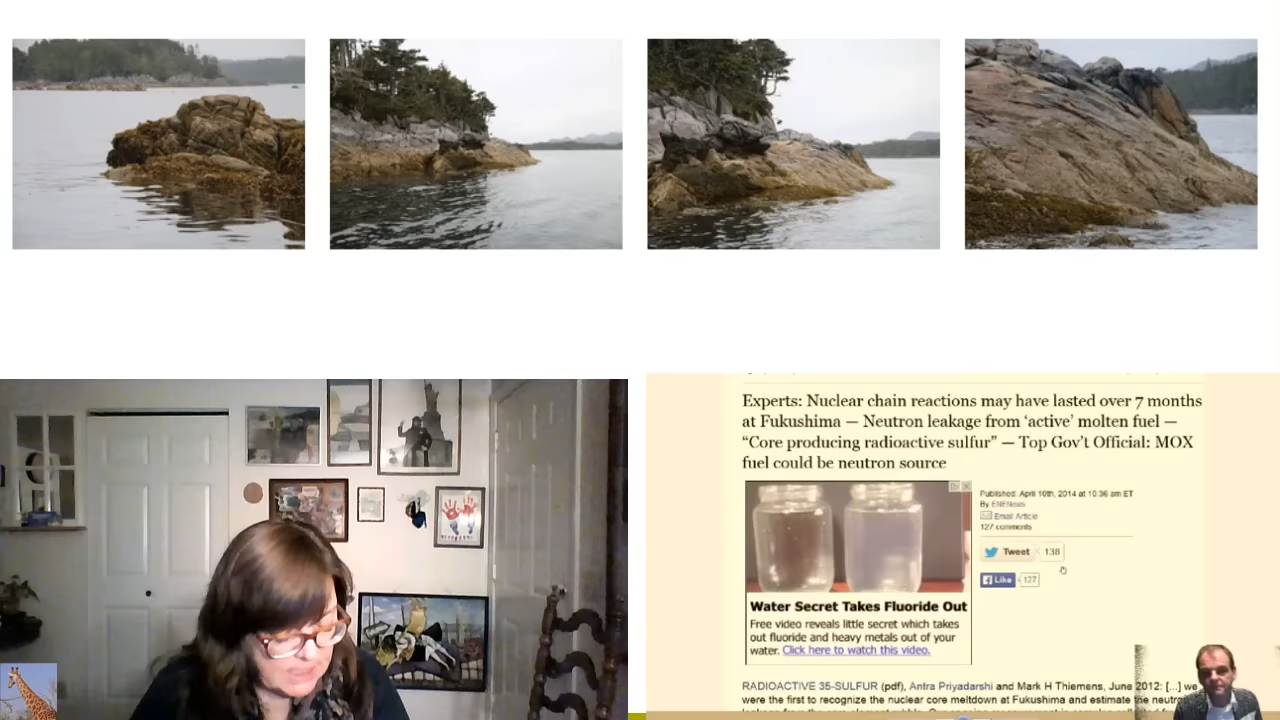 Experts: Nuclear chain reactions may have lasted over 7 months
at Fukushima — Neutron leakage from ‘active’ molten fuel —
“Core producing radioactive sulfur” — Top Gov’t Official: MOX
fuel could be neutron source
Published: April 10th, 2014 at 10:36 am ET
By ENENews
Email Article
127 comments
Tweet 138
Like 127
Water Secret Takes Fluoride Out
Free video reveals little secret which takes
out fluoride and heavy metals out of your
water. Click here to watch this video.
RADIOACTIVE 35-SULFUR (pdf), Antra Priyadarshi and Mark H Thiemens, June 2012: [...] we
were the first to recognize the nuclear core meltdown at Fukushima and estimate the neutron